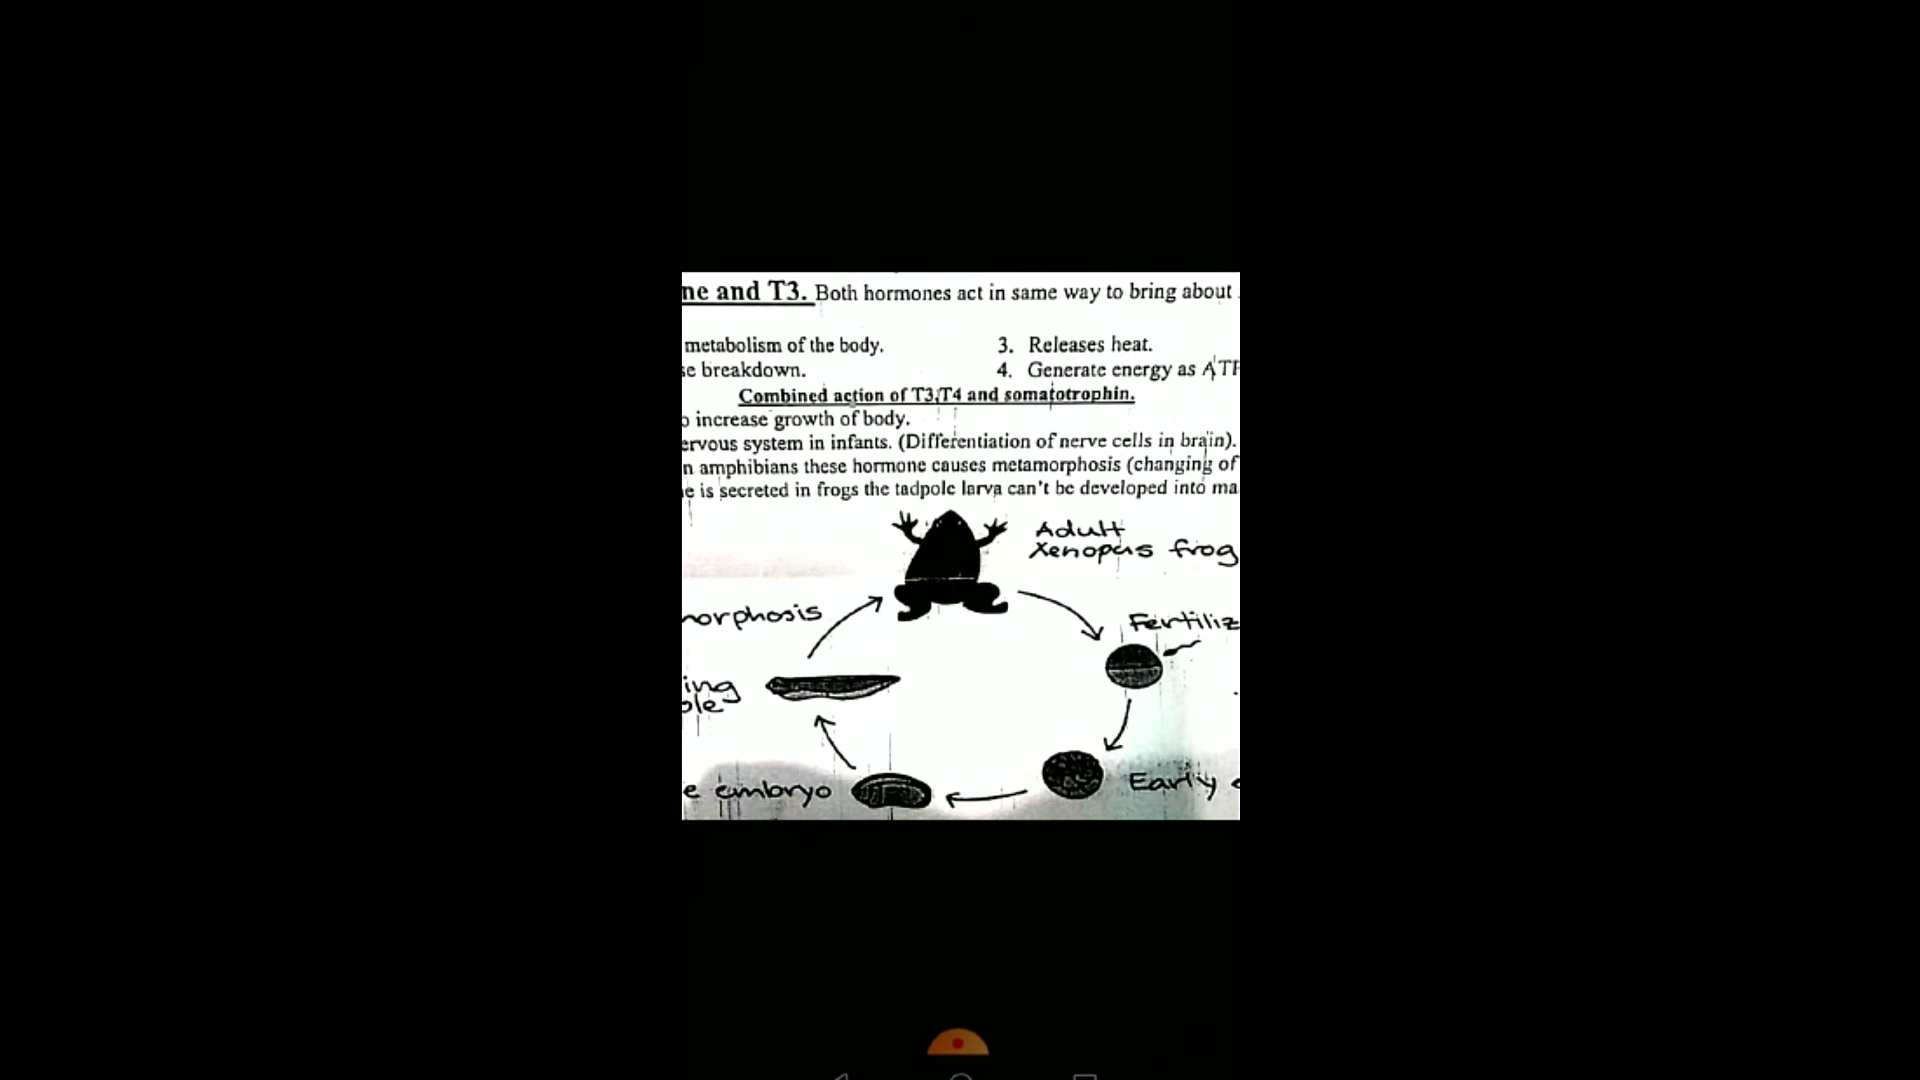 ne and T3. Both hormones act in same way to bring about
metabolism of the body.
3. Releases heat.
se breakdown.
4. Generate energy as ATP
Combined action of T3,T4 and somatotrophin.
o increase growth of body.
ervous system in infants. (Differentiation of nerve cells in brain).
n amphibians these hormone causes metamorphosis (changing of
e is secreted in frogs the tadpole larva can't be developed into ma
Adult
Xenopus frog
morphosis
Fertiliz
ing
ole
e embryo
Early